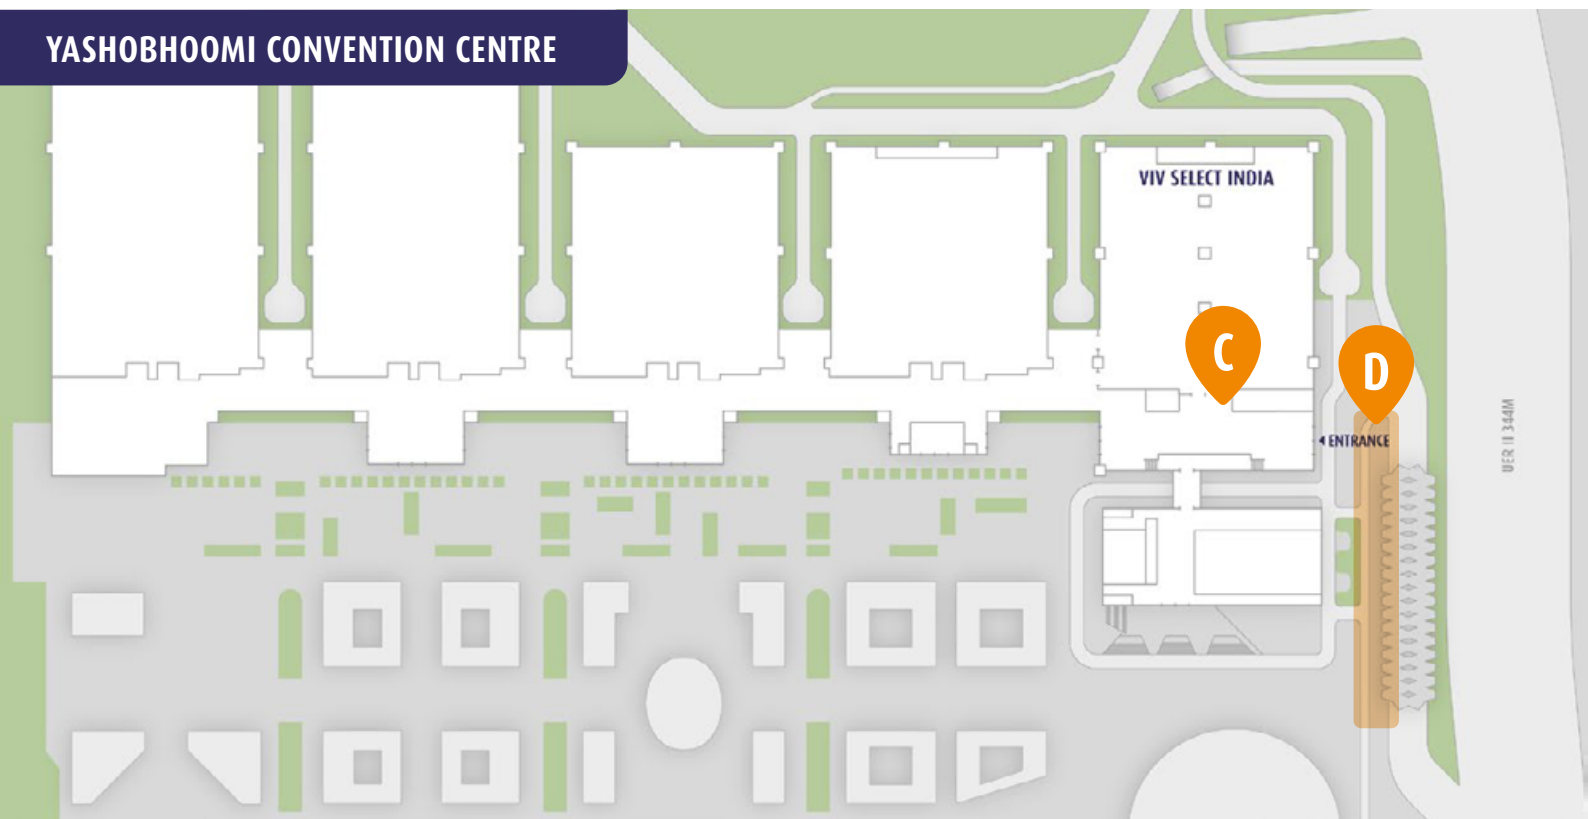 YASHOBHOOMI CONVENTION CENTRE
VIV SELECT INDIA
C
D
ENTRANCE
UER II 344M